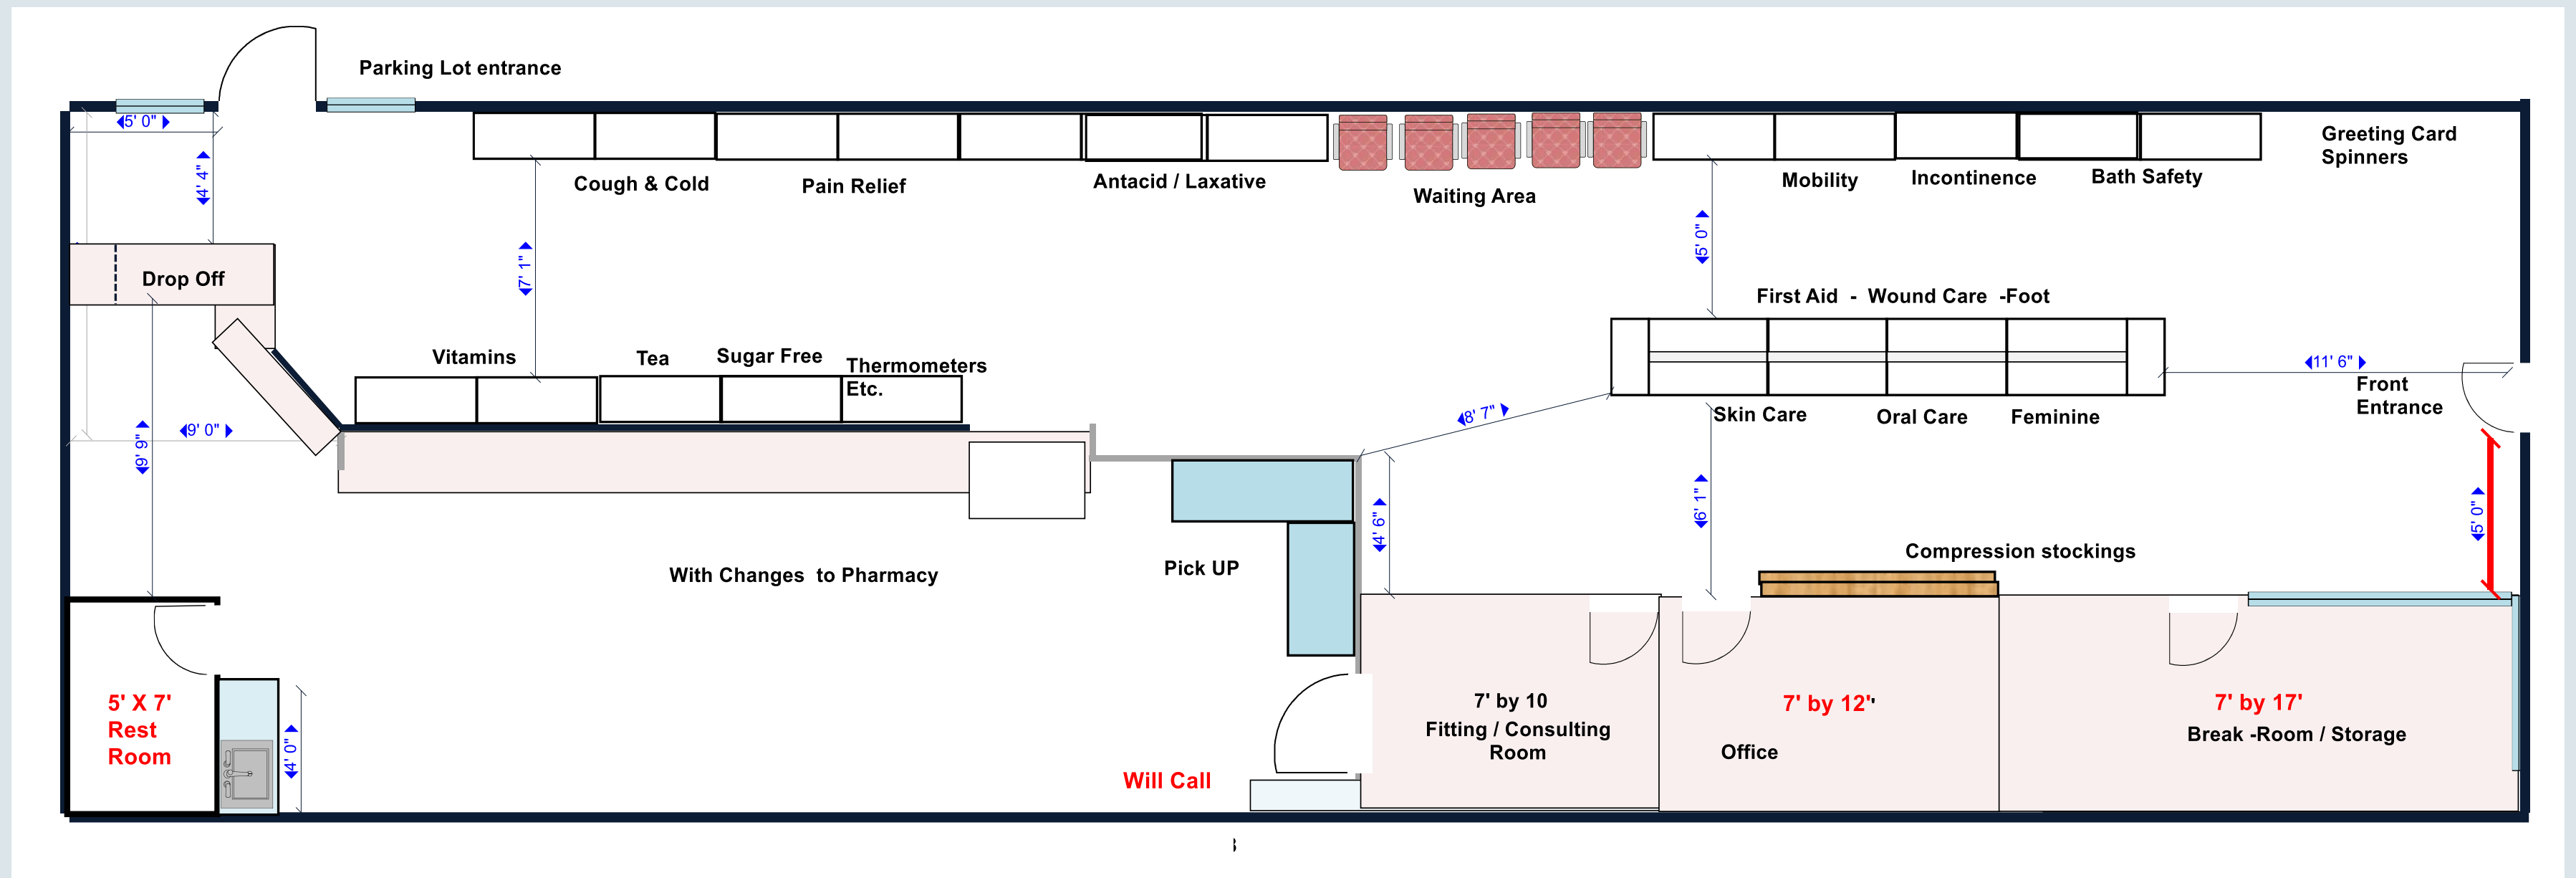 Parking Lot entrance
5' 0"
4' 4"
Greeting Card
Spinners
Cough & Cold
Pain Relief
Antacid / Laxative
Waiting Area
Mobility
Incontinence
Bath Safety
7' 1"
5' 0"
Drop Off
First Aid - Wound Care -Foot
Vitamins
Tea
Sugar Free
Thermometers
Etc.
11' 6"
Front
Entrance
8' 7"
Skin Care
Oral Care
Feminine
9' 0"
9' 9"
4' 6"
6' 1"
5' 0"
Compression stockings
With Changes to Pharmacy
Pick UP
5' X 7'
Rest
Room
4' 0"
7' by 10
Fitting / Consulting
Room
7' by 12''
Office
7' by 17'
Break -Room / Storage
Will Call